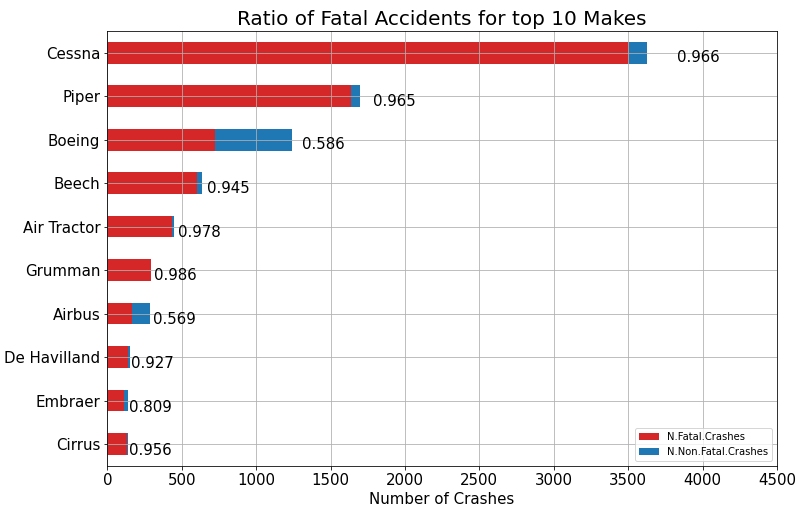 Ratio of Fatal Accidents for top 10 Makes
Cessna 0.966
Piper 0.965
Boeing 0.586
Beech 0.945
Air Tractor 0.978
Grumman 0.986
Airbus 0.569
De Havilland 0.927
Embraer 0.809
Cirrus 0.956
N.Fatal.Crashes
N.Non.Fatal.Crashes
0 500 1000 1500 2000 2500 3000 3500 4000 4500
Number of Crashes